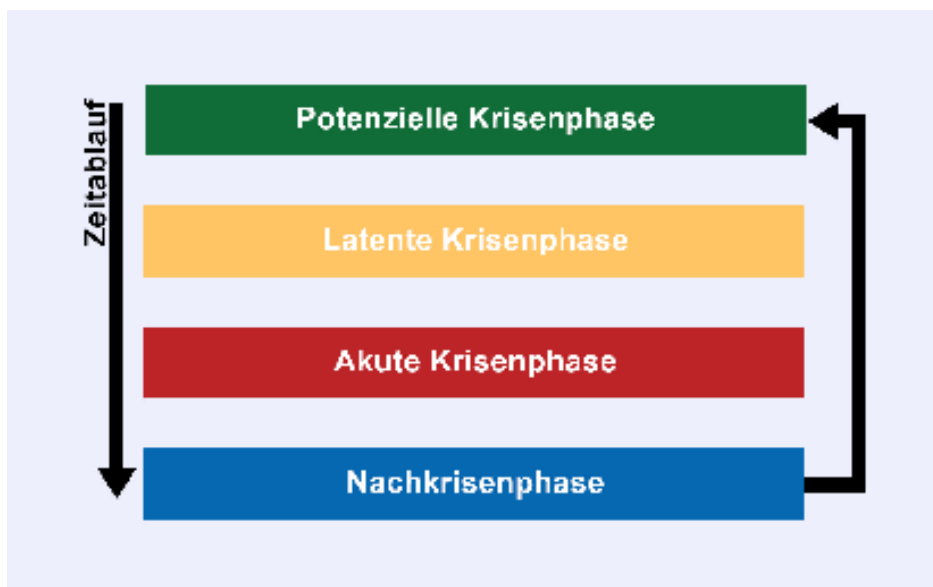 Zeitablauf
Potenzielle Krisenphase
Latente Krisenphase
Akute Krisenphase
Nachkrisenphase